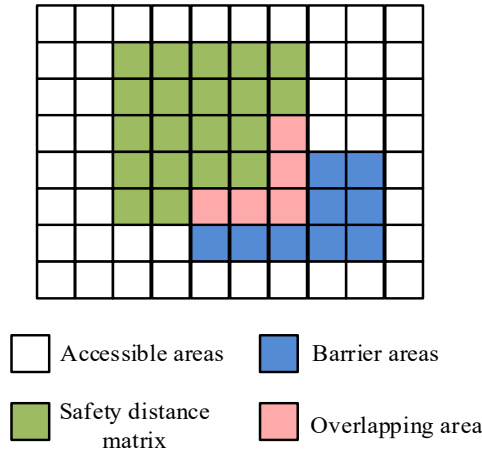 Accessible areas
Barrier areas
Safety distance
matrix
Overlapping area